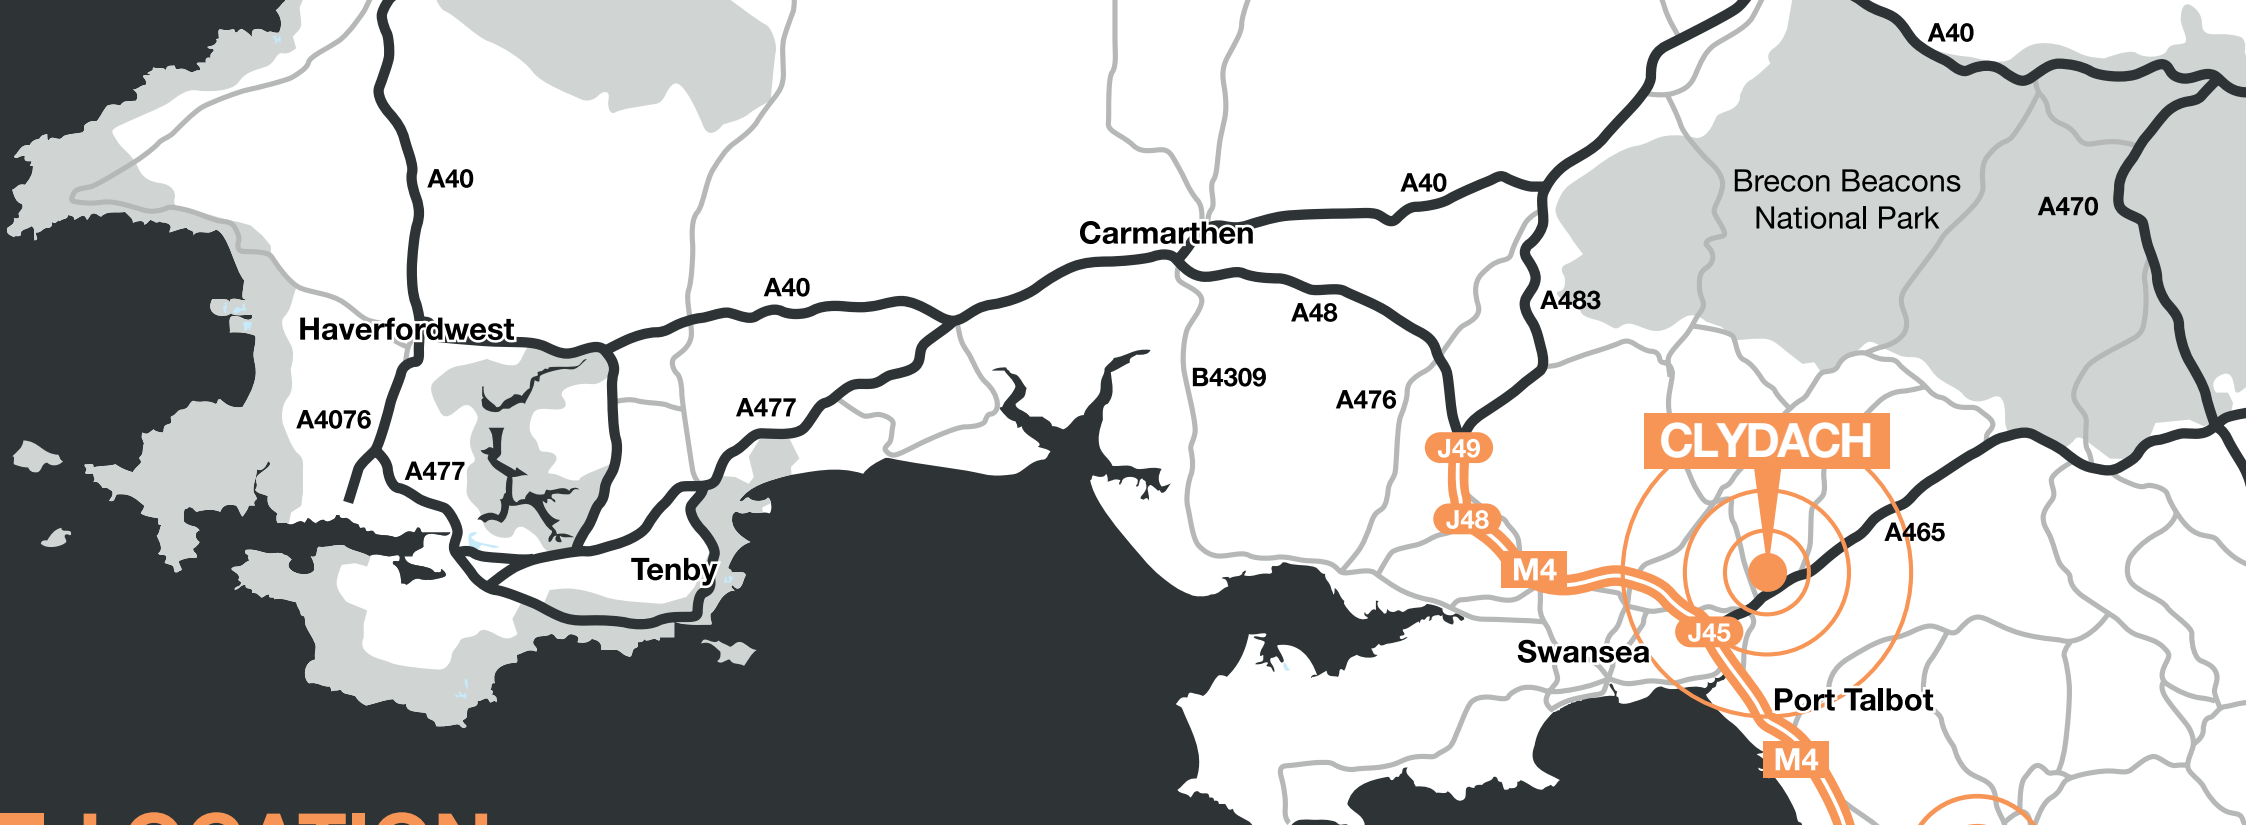 A40
A40
A40
Brecon Beacons
National Park
A470
Carmarthen
A40
A48
A483
Haverfordwest
B4309
A476
A477
A4076
A477
J49
CLYDACH
J48
A465
M4
Tenby
J45
Swansea
Port Talbot
M4
LOCATION